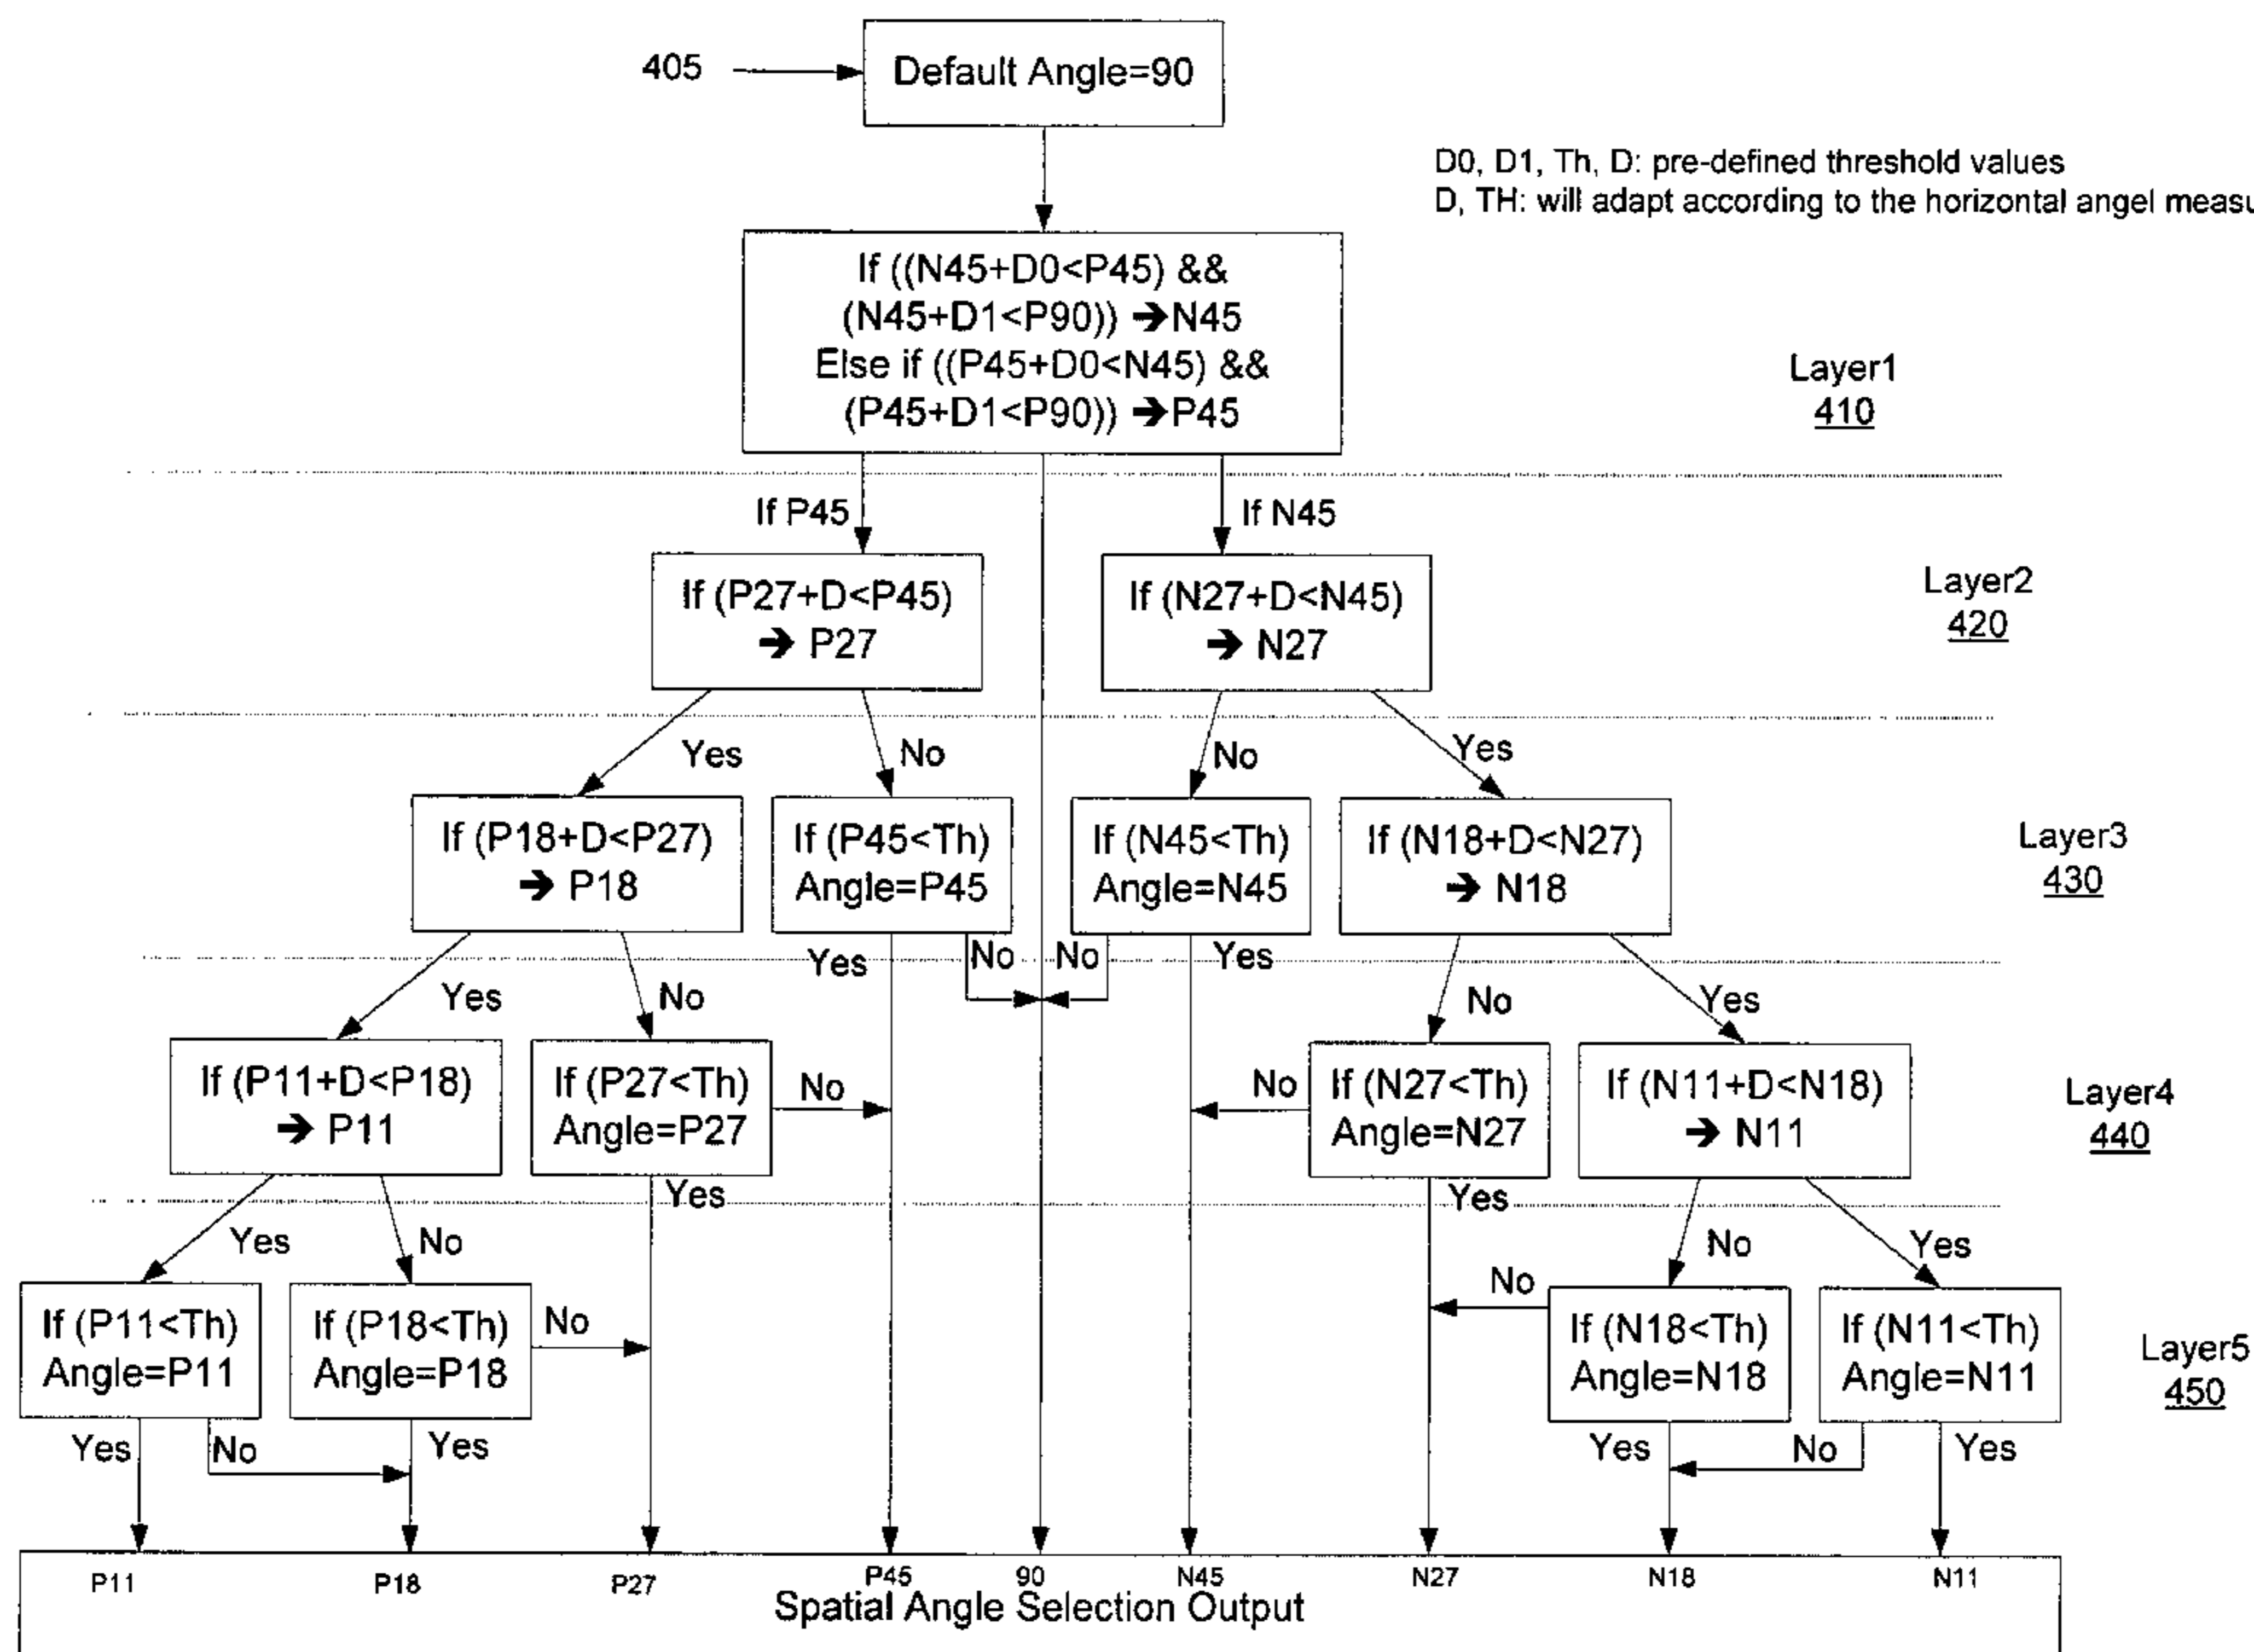 405
Default Angle=90
D0, D1, Th, D: pre-defined threshold values
D, TH: will adapt according to the horizontal angel measu
If ((N45+D0<P45) &&
(N45+D1<P90)) ➔N45
Else if ((P45+D0<N45) &&
(P45+D1<P90)) ➔P45
Layer1
410
If P45
If N45
If (P27+D<P45)
➔ P27
If (N27+D<N45)
➔ N27
Layer2
420
Yes
No
No
Yes
If (P18+D<P27)
➔ P18
If (P45<Th)
Angle=P45
If (N45<Th)
Angle=N45
If (N18+D<N27)
➔ N18
Layer3
430
Yes
No
No
Yes
Yes
No
No
Yes
If (P11+D<P18)
➔ P11
If (P27<Th)
Angle=P27
No
No
If (N27<Th)
Angle=N27
If (N11+D<N18)
➔ N11
Layer4
440
Yes
Yes
Yes
No
No
Yes
If (P11<Th)
Angle=P11
If (P18<Th)
Angle=P18
No
No
If (N18<Th)
Angle=N18
If (N11<Th)
Angle=N11
Layer5
450
Yes
No
Yes
Yes
No
Yes
P11
P18
P27
P45
90
N45
N27
N18
N11
Spatial Angle Selection Output